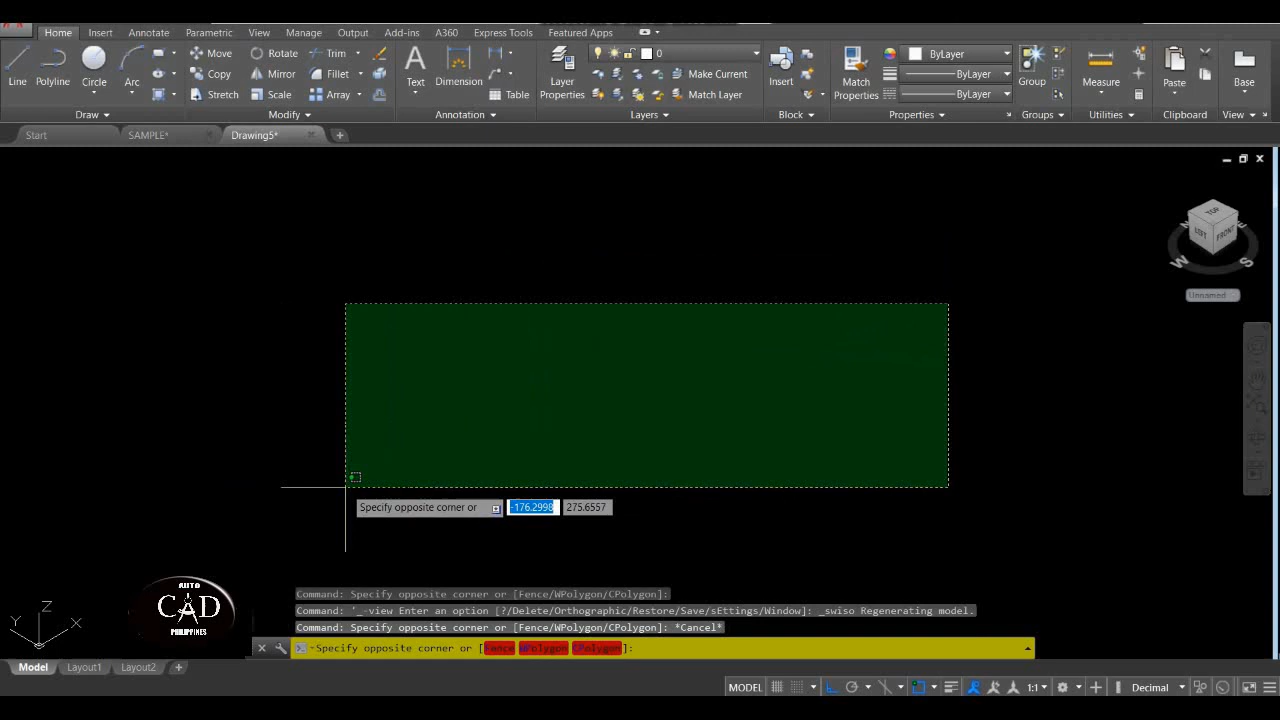 Home Insert Annotate Parametric View Manage Output Add-ins A360 Express Tools Featured Apps
Line Polyline Circle Arc
Move Rotate Trim
Copy Mirror Fillet
Stretch Scale Array
Text Dimension Table
Layer Properties
0
Make Current
Match Layer
Insert
Match Properties
ByLayer
ByLayer
ByLayer
Group
Measure
Paste
Base
Draw Modify Annotation Layers Block Properties Groups Utilities Clipboard View
Start SAMPLE* Drawing5*
TOP
LEFT FRONT
W S
Unnamed
Specify opposite corner or -176.2998 275.6557
Command: Specify opposite corner or [Fence/WPolygon/CPolygon]:
Command: '_-view Enter an option [?/Delete/Orthographic/Restore/Save/sEttings/Window]: _swiso Regenerating model.
Command: Specify opposite corner or [Fence/WPolygon/CPolygon]: *Cancel*
Specify opposite corner or [Fence WPolygon CPolygon]:
Z
Y X
AUTO
CAD
PHILIPPINES
Model Layout1 Layout2
MODEL 1:1 Decimal